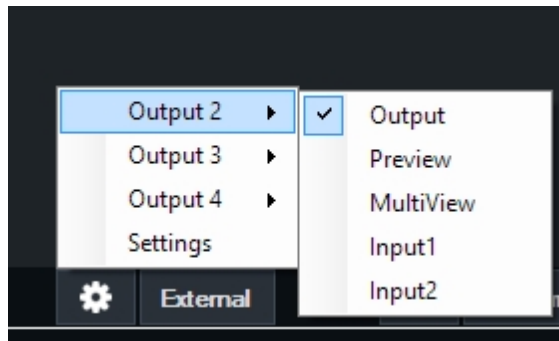 Output 2
Output 3
Output 4
Settings
Output
Preview
MultiView
Input1
Input2
External